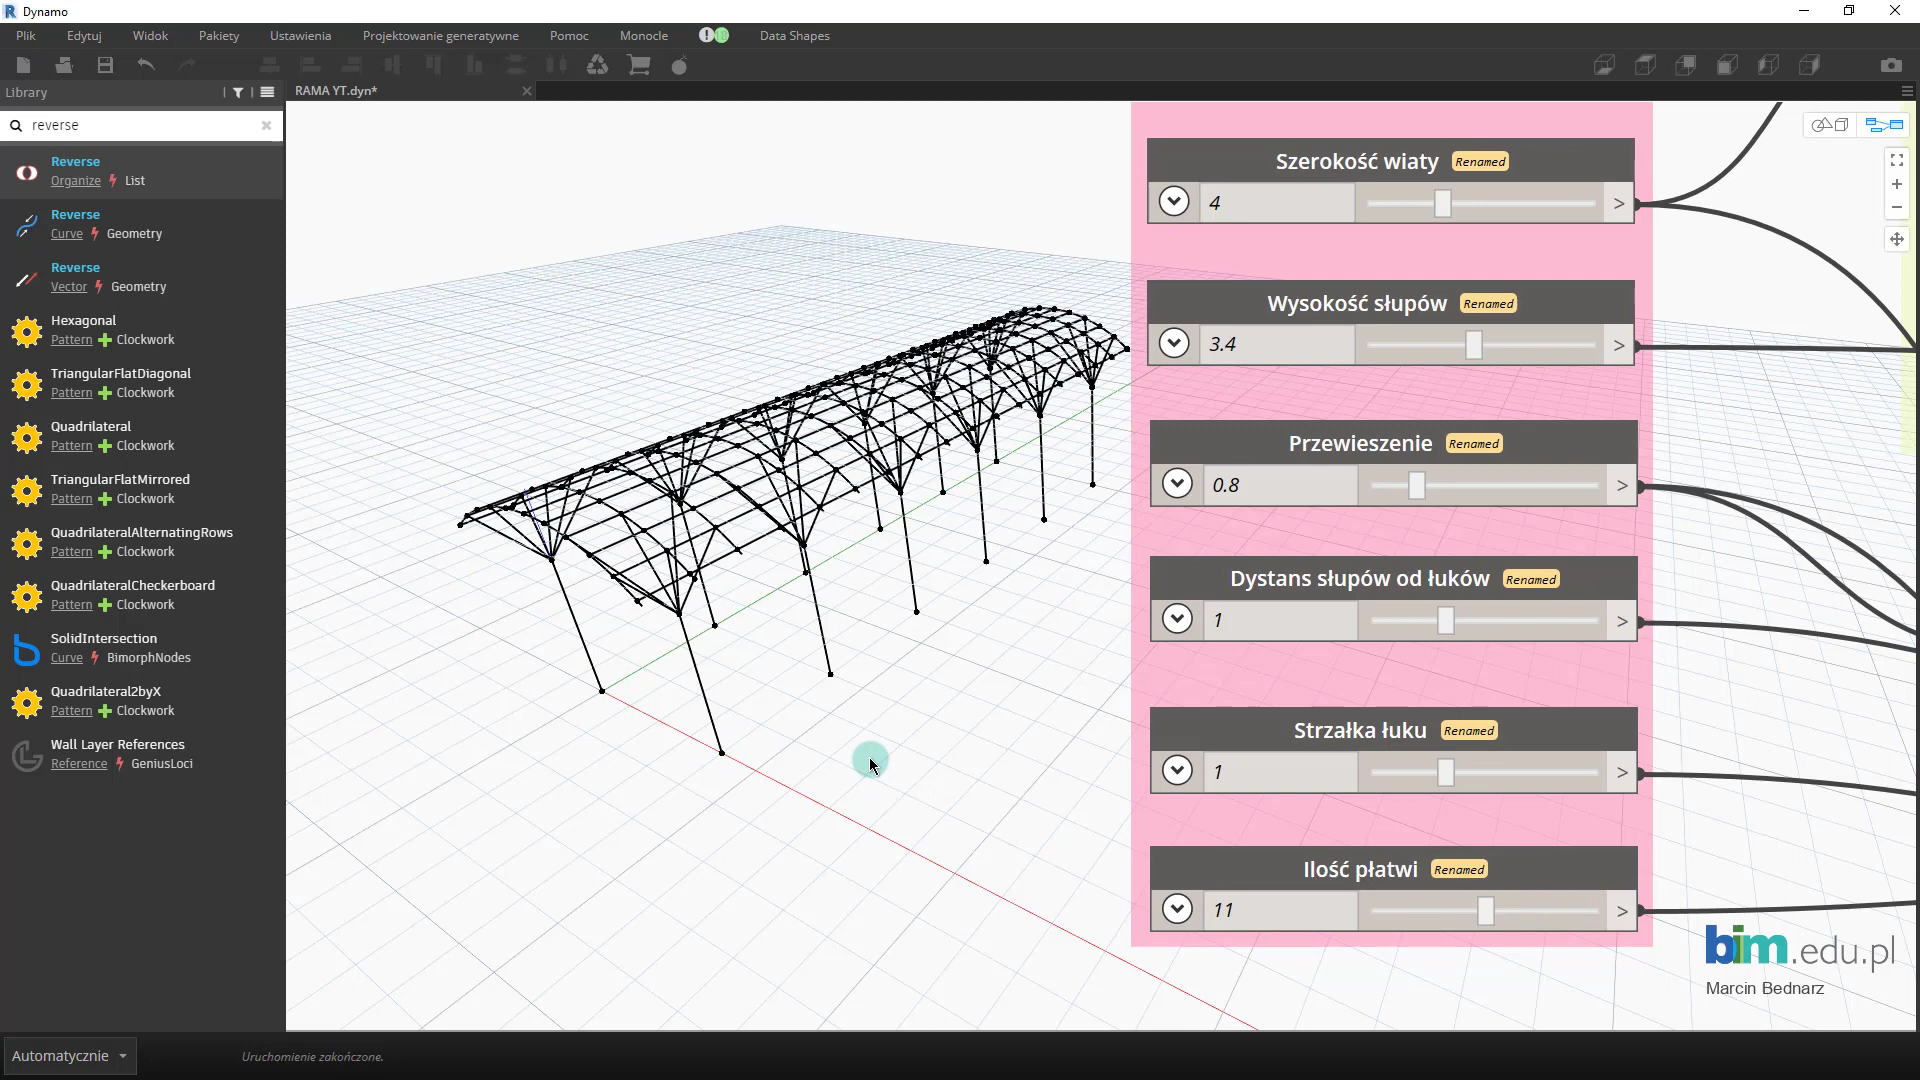 Dynamo
Plik Edytuj Widok Pakiety Ustawienia Projektowanie generatywne Pomoc Monocle Data Shapes
Library
RAMA YT.dyn*
reverse
Reverse
Organize List
Reverse
Curve Geometry
Reverse
Vector Geometry
Hexagonal
Pattern Clockwork
TriangularFlatDiagonal
Pattern Clockwork
Quadrilateral
Pattern Clockwork
TriangularFlatMirrored
Pattern Clockwork
QuadrilateralAlternatingRows
Pattern Clockwork
QuadrilateralCheckerboard
Pattern Clockwork
SolidIntersection
Curve BimorphNodes
Quadrilateral2byX
Pattern Clockwork
Wall Layer References
Reference GeniusLoci
Szerokość wiaty Renamed
4 >
Wysokość słupów Renamed
3.4 >
Przewieszenie Renamed
0.8 >
Dystans słupów od łuków Renamed
1 >
Strzałka łuku Renamed
1 >
Ilość płatwi Renamed
11 >
bim.edu.pl
Marcin Bednarz
Automatycznie
Uruchomienie zakończone.